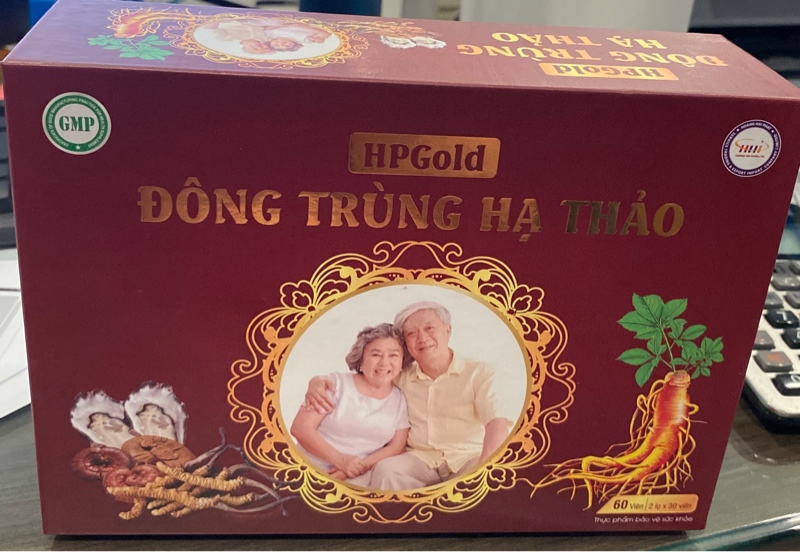 HPGold
ĐÔNG TRÙNG
HẠ THẢO
GMP
HPGold
ĐÔNG TRÙNG HẠ THẢO
60 Viên 2 lọ x 30 viên
Thực phẩm bảo vệ sức khỏe